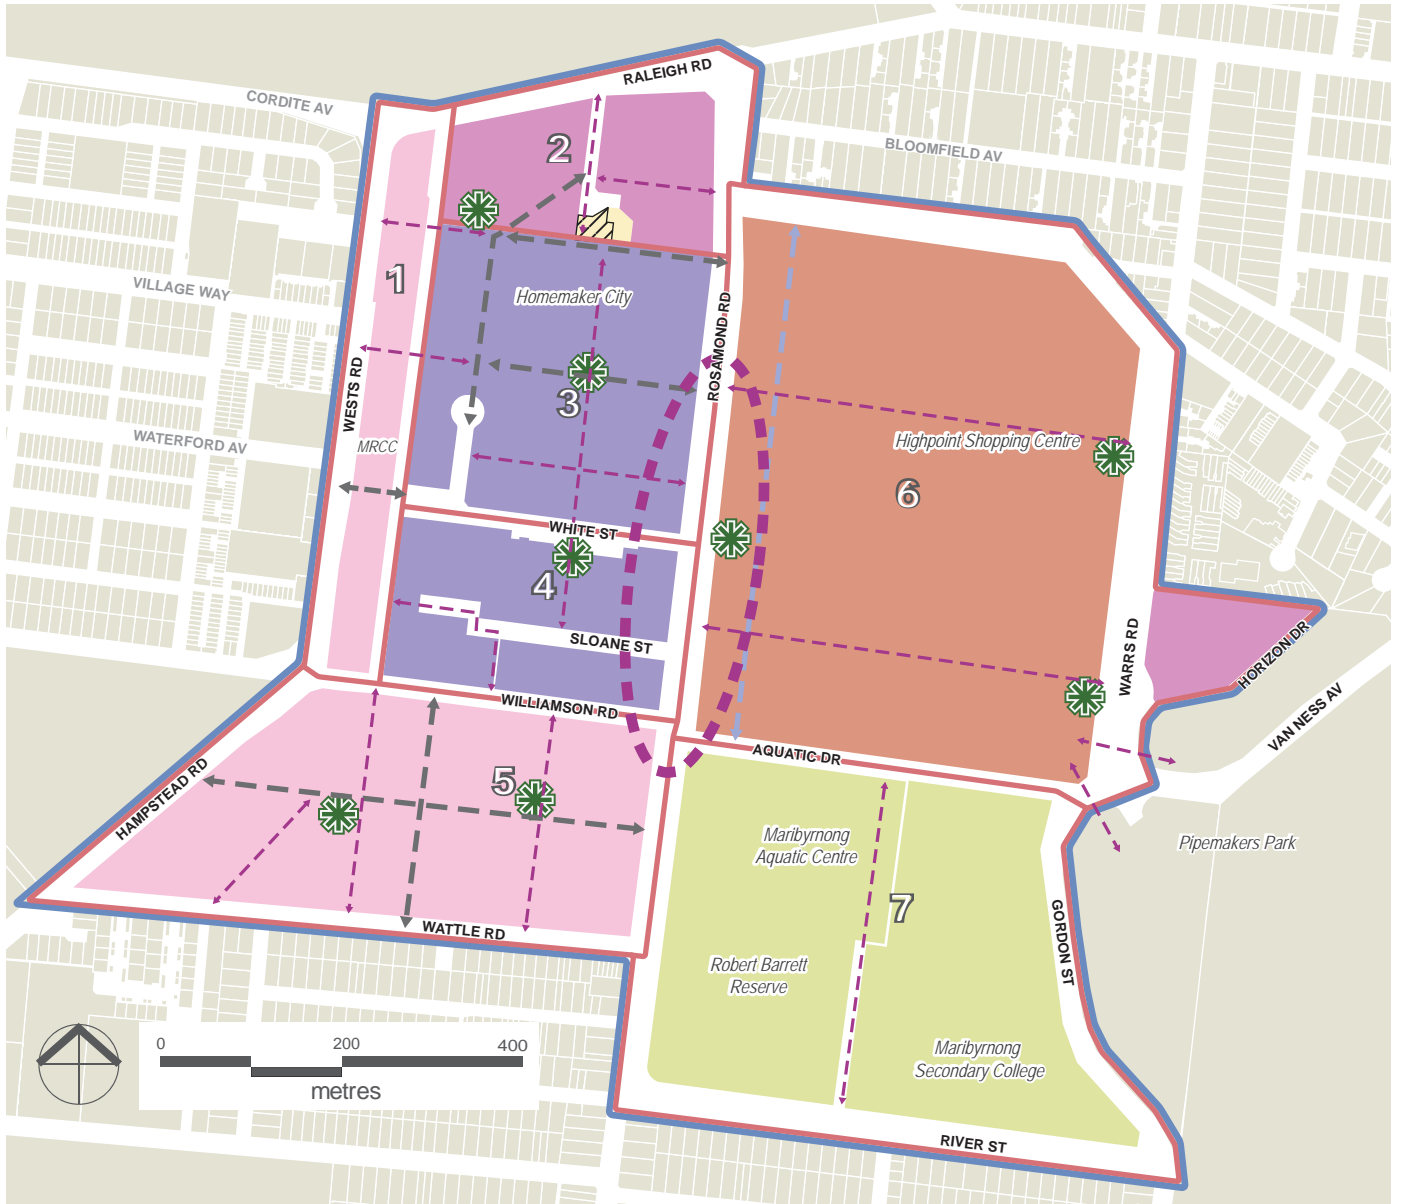 RALEIGH RD
CORDITE AV
2
BLOOMFIELD AV
1
VILLAGE WAY
Homemaker City
ROSAMOND RD
WESTS RD
3
WATERFORD AV
MRCC
Highpoint Shopping Centre
6
WHITE ST
4
SLOANE ST
WARRS RD
HORIZON DR
WILLIAMSON RD
VAN NESS AV
AQUATIC DR
HAMPSTEAD RD
5
Maribyrnong
Aquatic Centre
Pipemakers Park
7
WATTLE RD
GORDON ST
Robert Barrett
Reserve
0 200 400
metres
Maribyrnong
Secondary College
RIVER ST